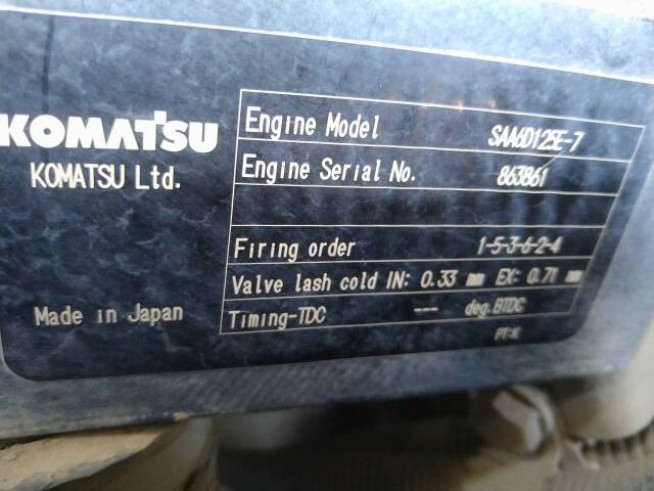 KOMATSU
KOMATSU Ltd.
Made in Japan
Engine Model SAA6D125E-7
Engine Serial No. 863861
Firing order 1-5-3-6-2-4
Valve lash cold IN: 0.33 mm EX: 0.71 mm
Timing-TDC --- deg.BTDC